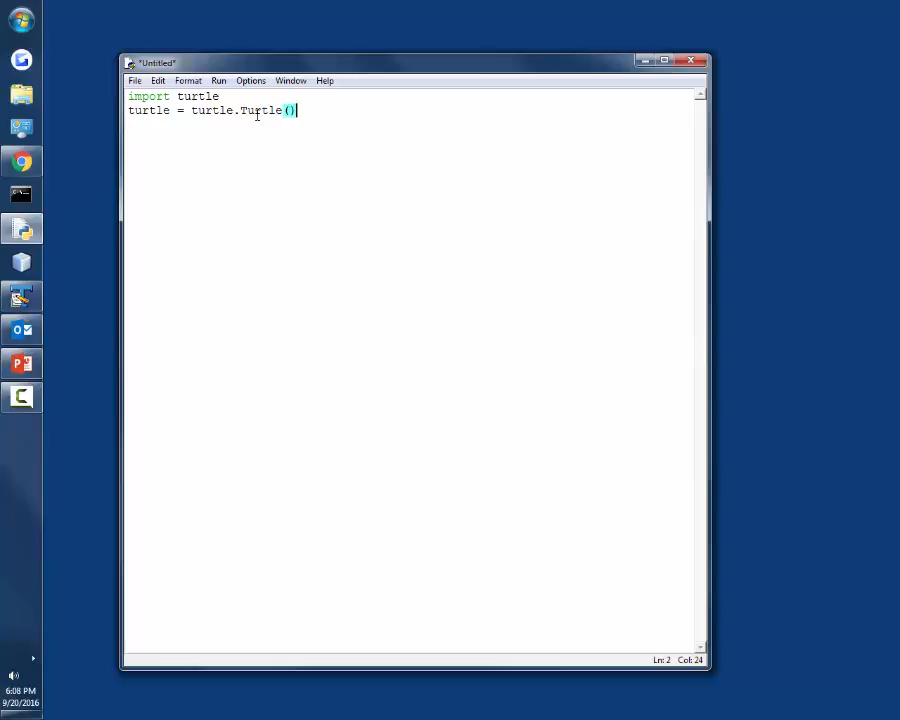 *Untitled*
File Edit Format Run Options Window Help
import turtle
turtle = turtle.Turtle()
Ln: 2 Col: 24
6:08 PM
9/20/2016